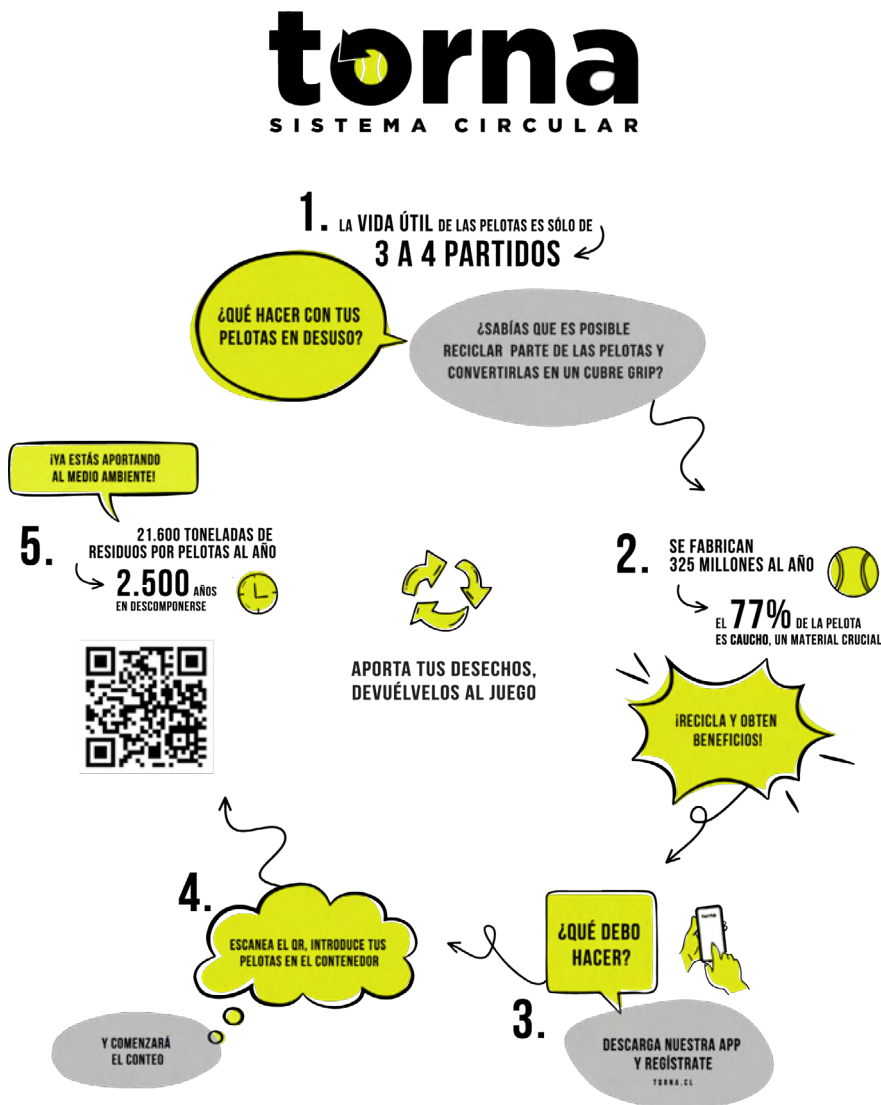 torna
SISTEMA CIRCULAR
1. LA VIDA ÚTIL DE LAS PELOTAS ES SÓLO DE
3 A 4 PARTIDOS
¿QUÉ HACER CON TUS
PELOTAS EN DESUSO?
¿SABÍAS QUE ES POSIBLE
RECICLAR PARTE DE LAS PELOTAS Y
CONVERTIRLAS EN UN CUBRE GRIP?
2. SE FABRICAN
325 MILLONES AL AÑO
EL 77% DE LA PELOTA
ES CAUCHO, UN MATERIAL CRUCIAL
¡RECICLA Y OBTEN
BENEFICIOS!
¿QUÉ DEBO
HACER?
3.
DESCARGA NUESTRA APP
Y REGÍSTRATE
TORNA.CL
4.
ESCANEA EL QR, INTRODUCE TUS
PELOTAS EN EL CONTENEDOR
Y COMENZARÁ
EL CONTEO
¡YA ESTÁS APORTANDO
AL MEDIO AMBIENTE!
5. 21.600 TONELADAS DE
RESIDUOS POR PELOTAS AL AÑO
2.500 AÑOS
EN DESCOMPONERSE
APORTA TUS DESECHOS,
DEVUÉLVELOS AL JUEGO